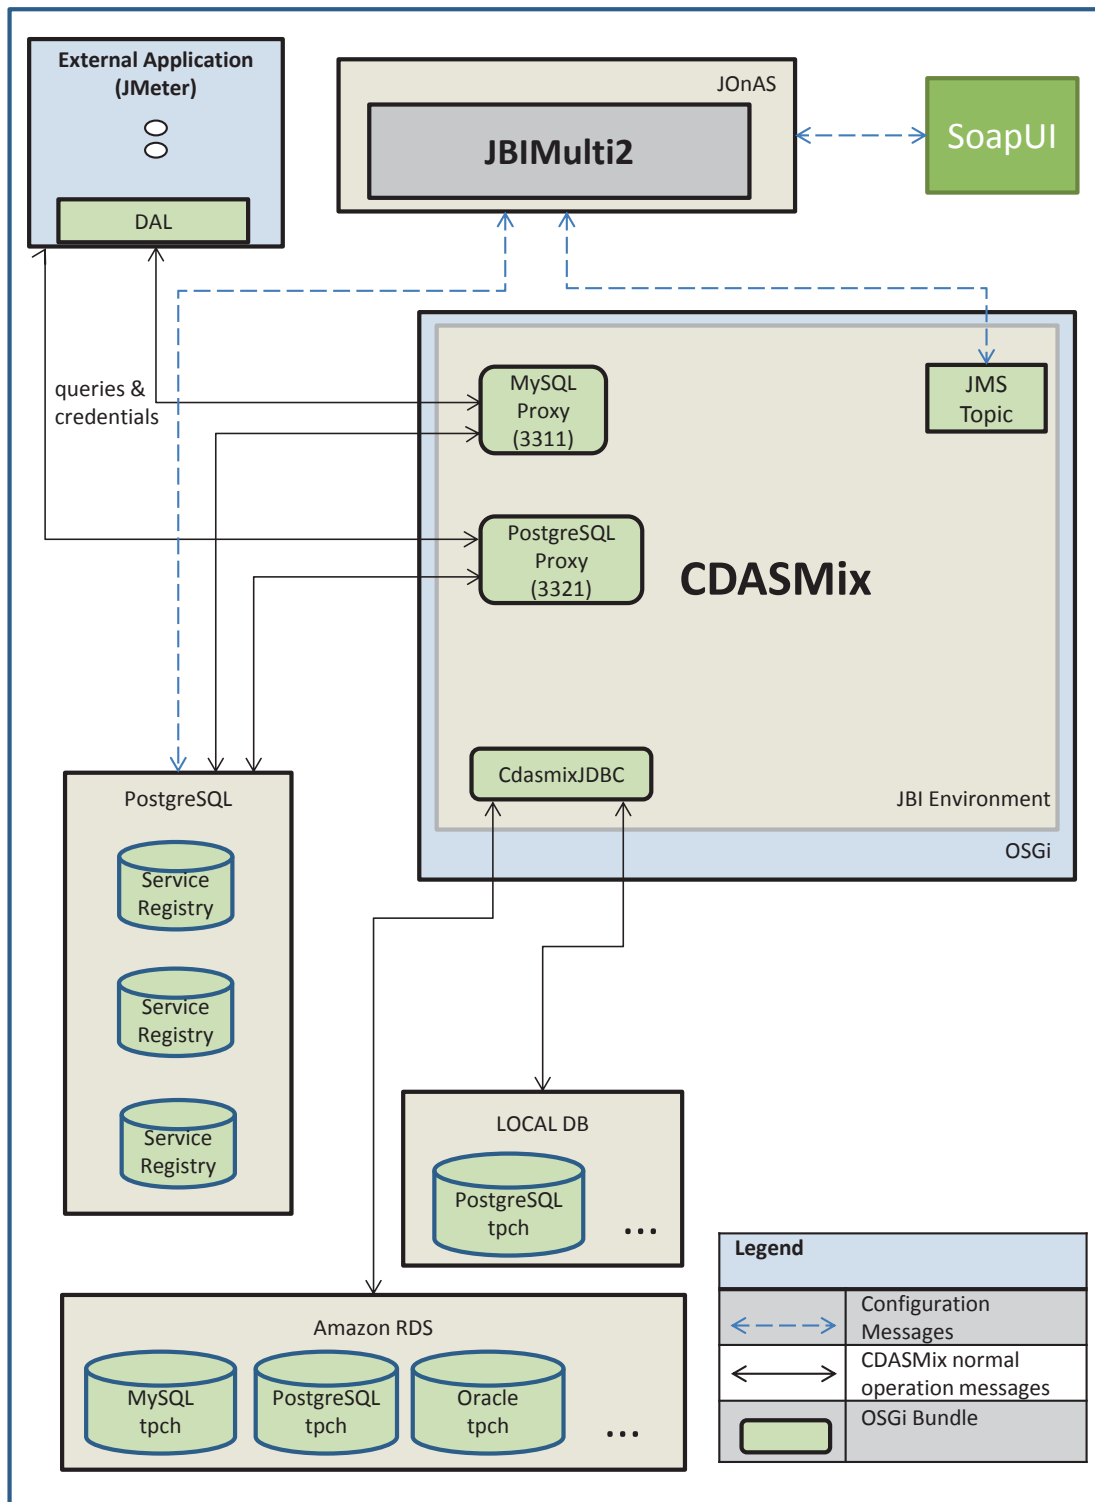 External Application
(JMeter)
DAL
JOnAS
JBIMulti2
SoapUI
queries &
credentials
MySQL
Proxy
(3311)
JMS
Topic
PostgreSQL
Proxy
(3321)
CDASMix
CdasmixJDBC
JBI Environment
OSGi
PostgreSQL
Service
Registry
Service
Registry
Service
Registry
LOCAL DB
PostgreSQL
tpch
...
Amazon RDS
MySQL
tpch
PostgreSQL
tpch
Oracle
tpch
...
Legend
Configuration
Messages
CDASMix normal
operation messages
OSGi Bundle